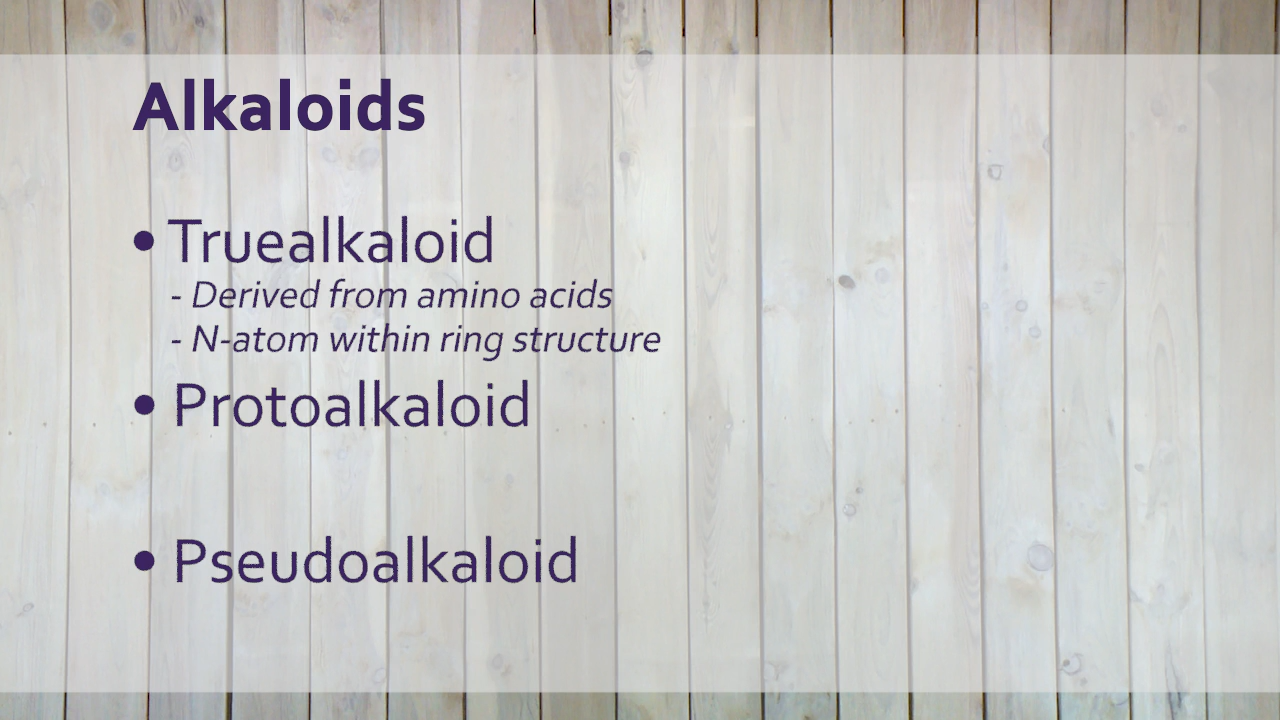 Alkaloids
• Truealkaloid
- Derived from amino acids
- N-atom within ring structure
• Protoalkaloid
• Pseudoalkaloid